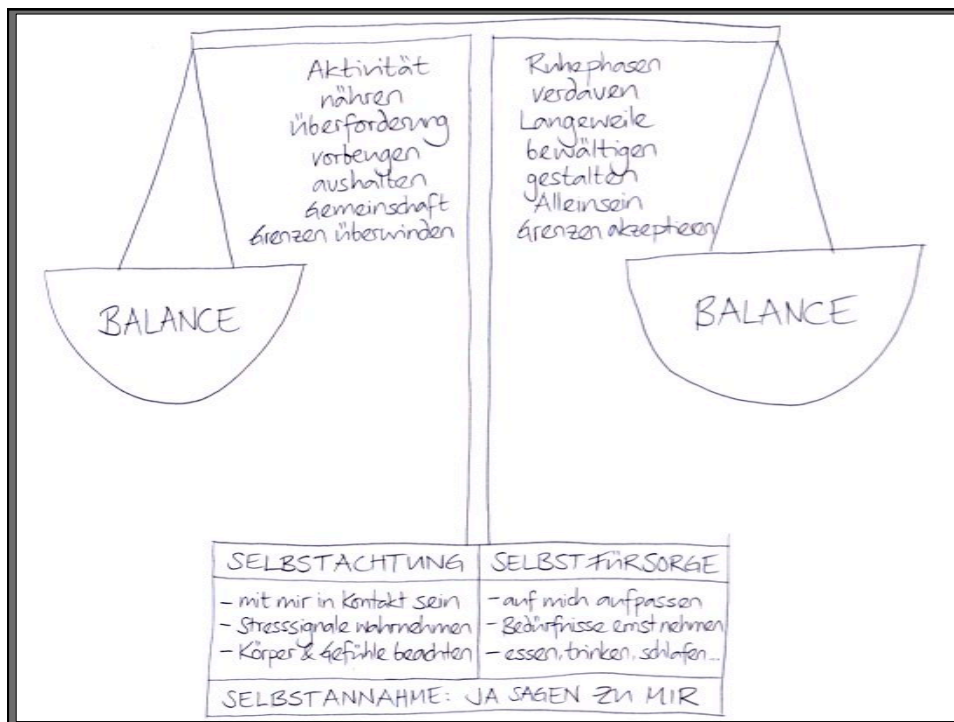 Aktivität
nähren
Überforderung
vorbeugen
aushalten
Gemeinschaft
Grenzen überwinden
Ruhephasen
verdauen
Langeweile
bewältigen
gestalten
Alleinsein
Grenzen akzeptieren
BALANCE
BALANCE
SELBSTACHTUNG
- mit mir in Kontakt sein
- Stresssignale wahrnehmen
- Körper & Gefühle beachten
SELBSTFÜRSORGE
- auf mich aufpassen
- Bedürfnisse ernst nehmen
- essen, trinken, schlafen...
SELBSTANNAHME: JA SAGEN ZU MIR